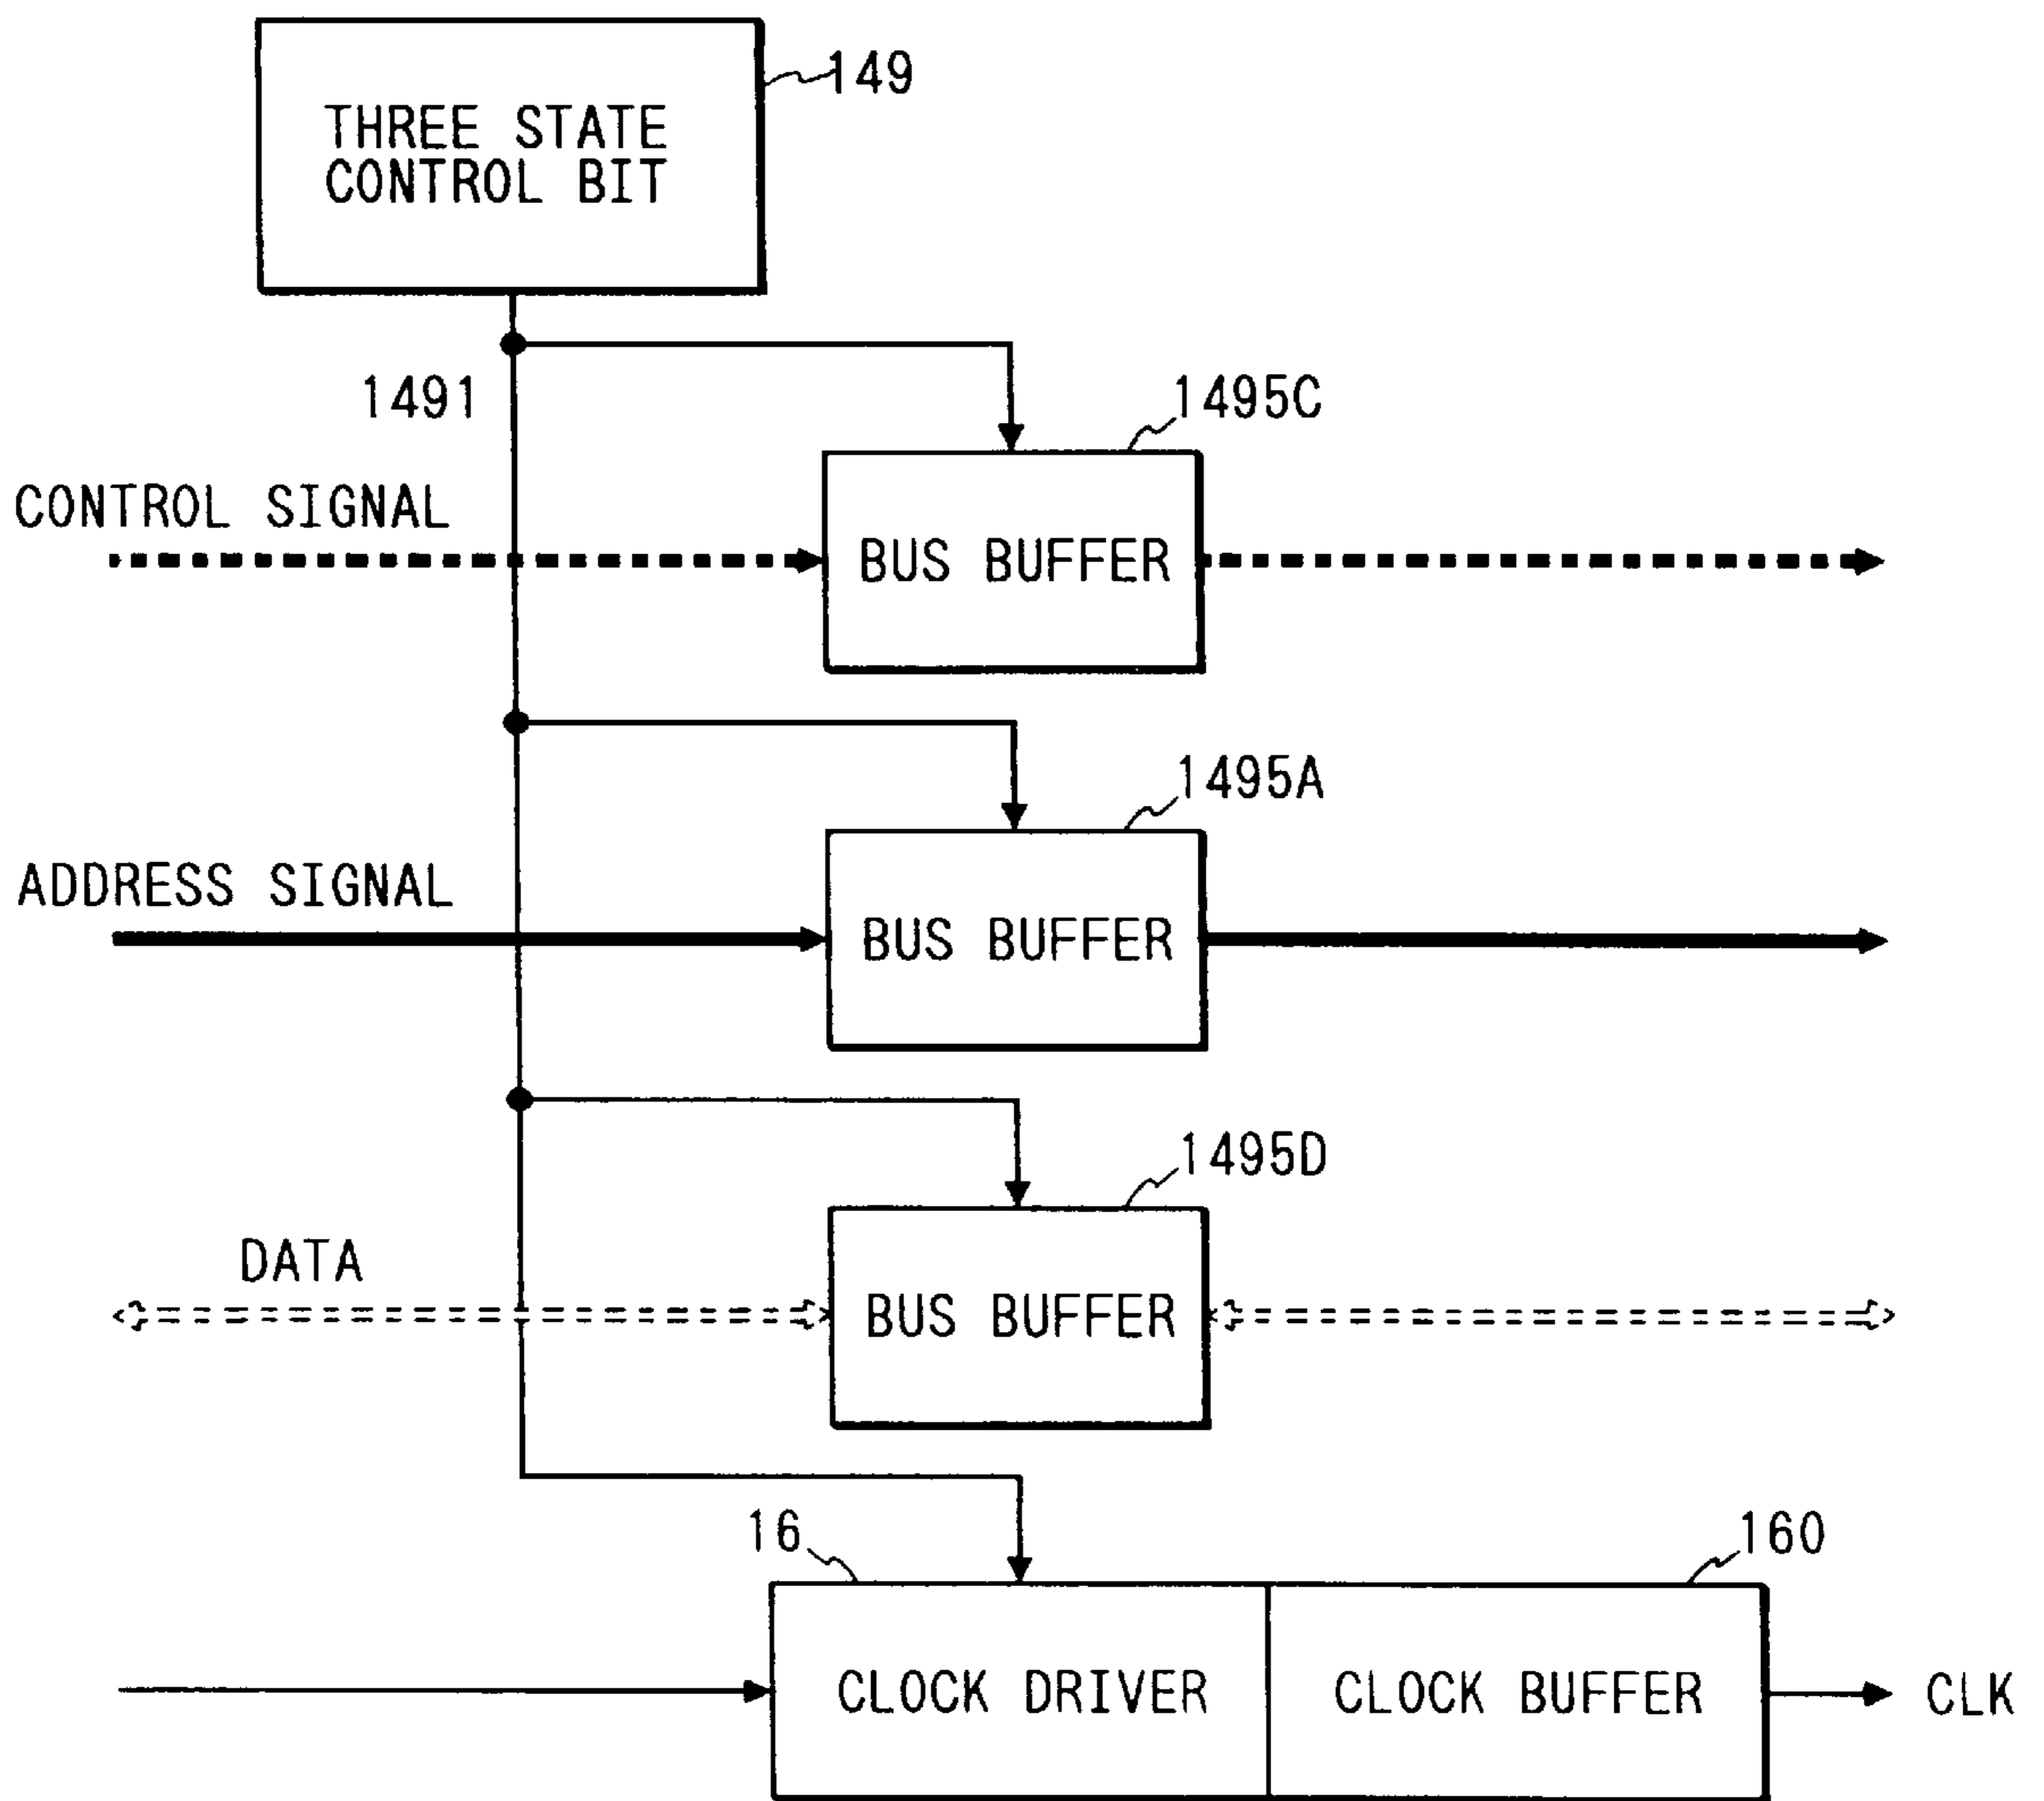 149
THREE STATE
CONTROL BIT
1491
1495C
CONTROL SIGNAL
BUS BUFFER
1495A
ADDRESS SIGNAL
BUS BUFFER
1495D
DATA
BUS BUFFER
16
160
CLOCK DRIVER
CLOCK BUFFER
CLK